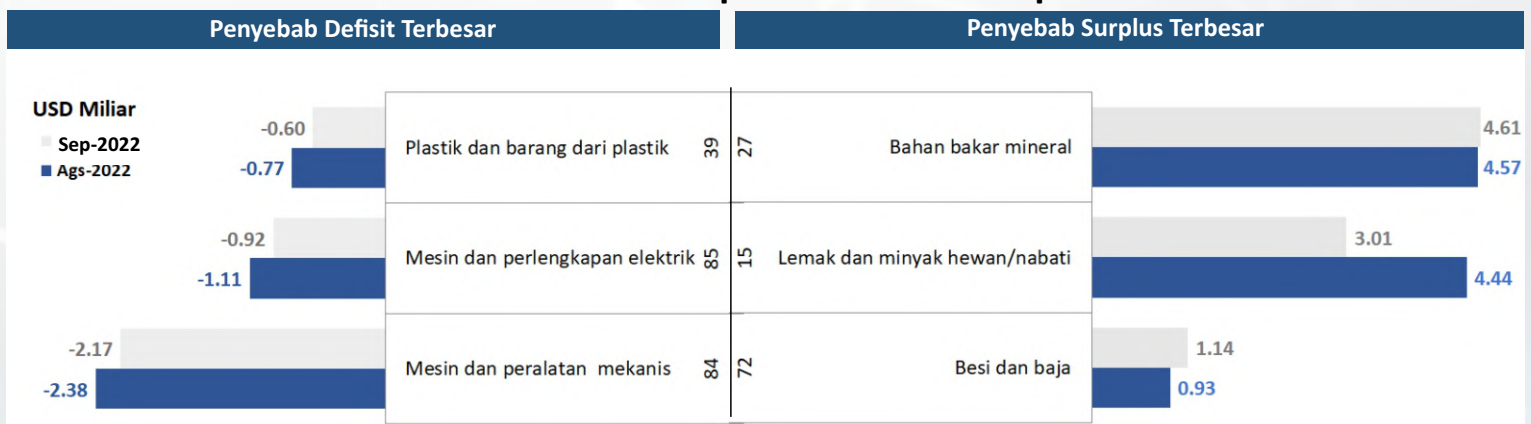 Penyebab Defisit Terbesar
Penyebab Surplus Terbesar
USD Miliar
Sep-2022
Ags-2022
-0.60
-0.77
Plastik dan barang dari plastik 39
27 Bahan bakar mineral
4.61
4.57
-0.92
-1.11
Mesin dan perlengkapan elektrik 85
15 Lemak dan minyak hewan/nabati
3.01
4.44
-2.17
-2.38
Mesin dan peralatan mekanis 84
72 Besi dan baja
1.14
0.93